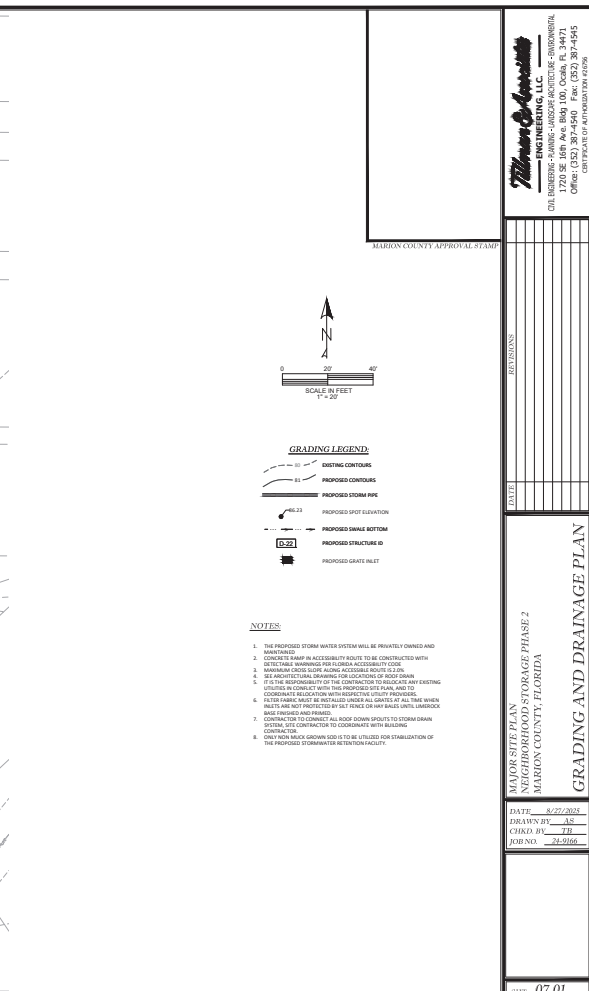 MARION COUNTY APPROVAL STAMP
N
0 20' 40'
SCALE IN FEET
1" = 20'
GRADING LEGEND:
80 EXISTING CONTOURS
81 PROPOSED CONTOURS
PROPOSED STORM PIPE
86.23 PROPOSED SPOT ELEVATION
PROPOSED SWALE BOTTOM
D-22 PROPOSED STRUCTURE ID
PROPOSED GRATE INLET
NOTES:
1. THE PROPOSED STORM WATER SYSTEM WILL BE PRIVATELY OWNED AND
MAINTAINED
2. CONCRETE RAMP IN ACCESSIBILITY ROUTE TO BE CONSTRUCTED WITH
DETECTABLE WARNINGS PER FLORIDA ACCESSIBILITY CODE
3. MAXIMUM CROSS SLOPE ALONG ACCESSIBLE ROUTE IS 2.0%
4. SEE ARCHITECTURAL DRAWING FOR LOCATIONS OF ROOF DRAIN
5. IT IS THE RESPONSIBILITY OF THE CONTRACTOR TO RELOCATE ANY EXISTING
UTILITIES IN CONFLICT WITH THIS PROPOSED SITE PLAN, AND TO
COORDINATE RELOCATION WITH RESPECTIVE UTILITY PROVIDERS.
6. FILTER FABRIC MUST BE INSTALLED UNDER ALL GRATES AT ALL TIME WHEN
INLETS ARE NOT PROTECTED BY SILT FENCE OR HAY BALES UNTIL LIMEROCK
BASE FINISHED AND PRIMED.
7. CONTRACTOR TO CONNECT ALL ROOF DOWN SPOUTS TO STORM DRAIN
SYSTEM, SITE CONTRACTOR TO COORDINATE WITH BUILDING
CONTRACTOR.
8. ONLY NON MUCK GROWN SOD IS TO BE UTILIZED FOR STABILIZATION OF
THE PROPOSED STORMWATER RETENTION FACILITY.
Tillman & Associates
ENGINEERING, LLC.
CIVIL ENGINEERING - PLANNING - LANDSCAPE ARCHITECTURE - ENVIRONMENTAL
1720 SE 16th Ave. Bldg 100, Ocala, FL 34471
Office: (352) 387-4540 Fax: (352) 387-4545
CERTIFICATE OF AUTHORIZATION #26756
DATE REVISIONS
MAJOR SITE PLAN
NEIGHBORHOOD STORAGE PHASE 2
MARION COUNTY, FLORIDA
GRADING AND DRAINAGE PLAN
DATE 8/27/2025
DRAWN BY AS
CHKD. BY TB
JOB NO. 24-9166
07.01